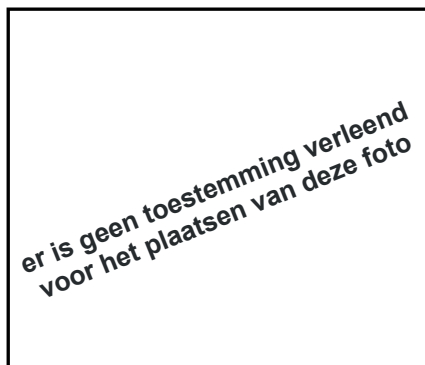 er is geen toestemming verleend
voor het plaatsen van deze foto